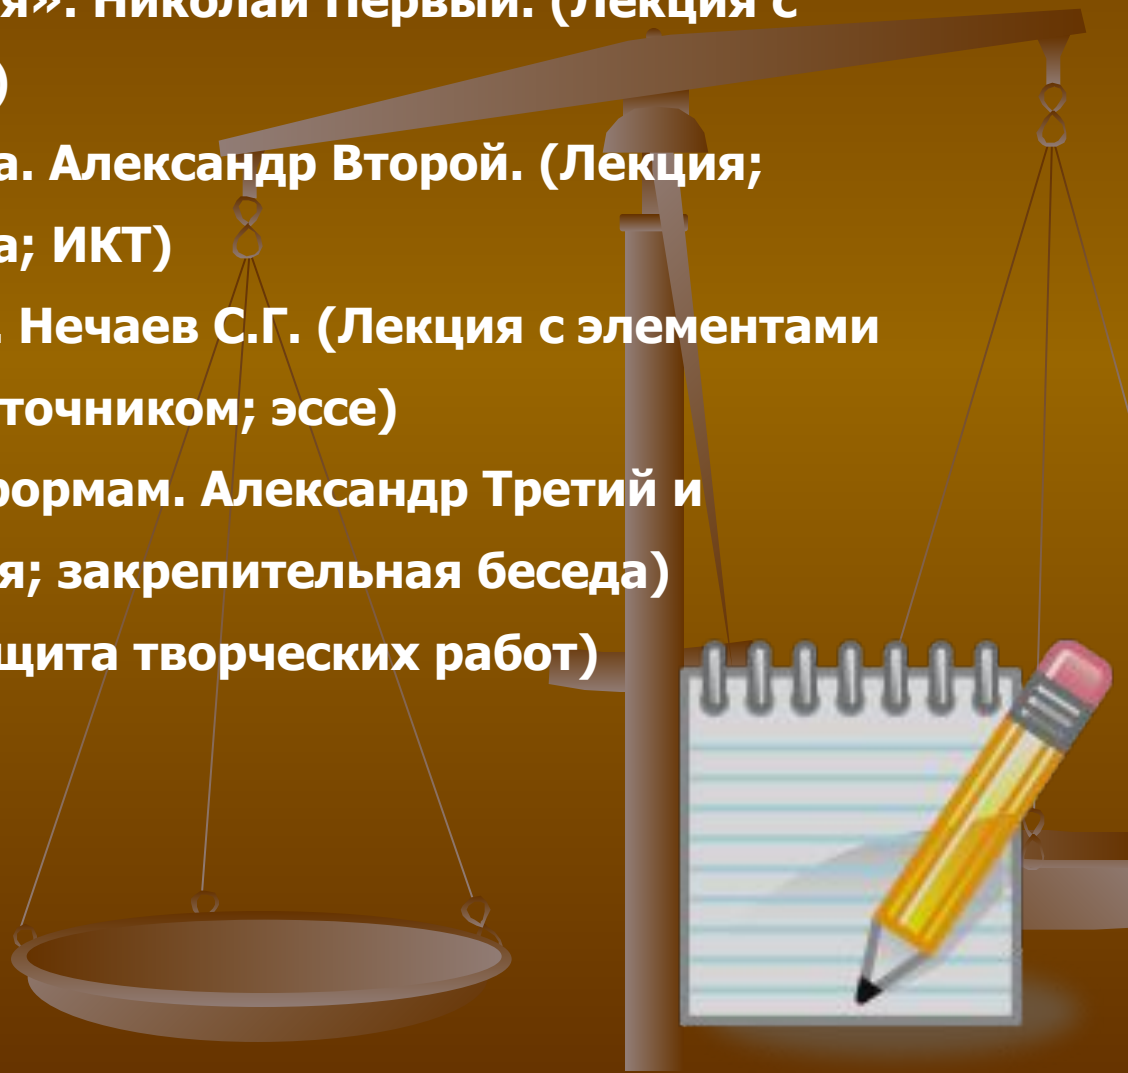 я». Николай Первый. (Лекция с
)
а. Александр Второй. (Лекция;
а; ИКТ)
. Нечаев С.Г. (Лекция с элементами
точником; эссе)
формам. Александр Третий и
я; закрепительная беседа)
щита творческих работ)